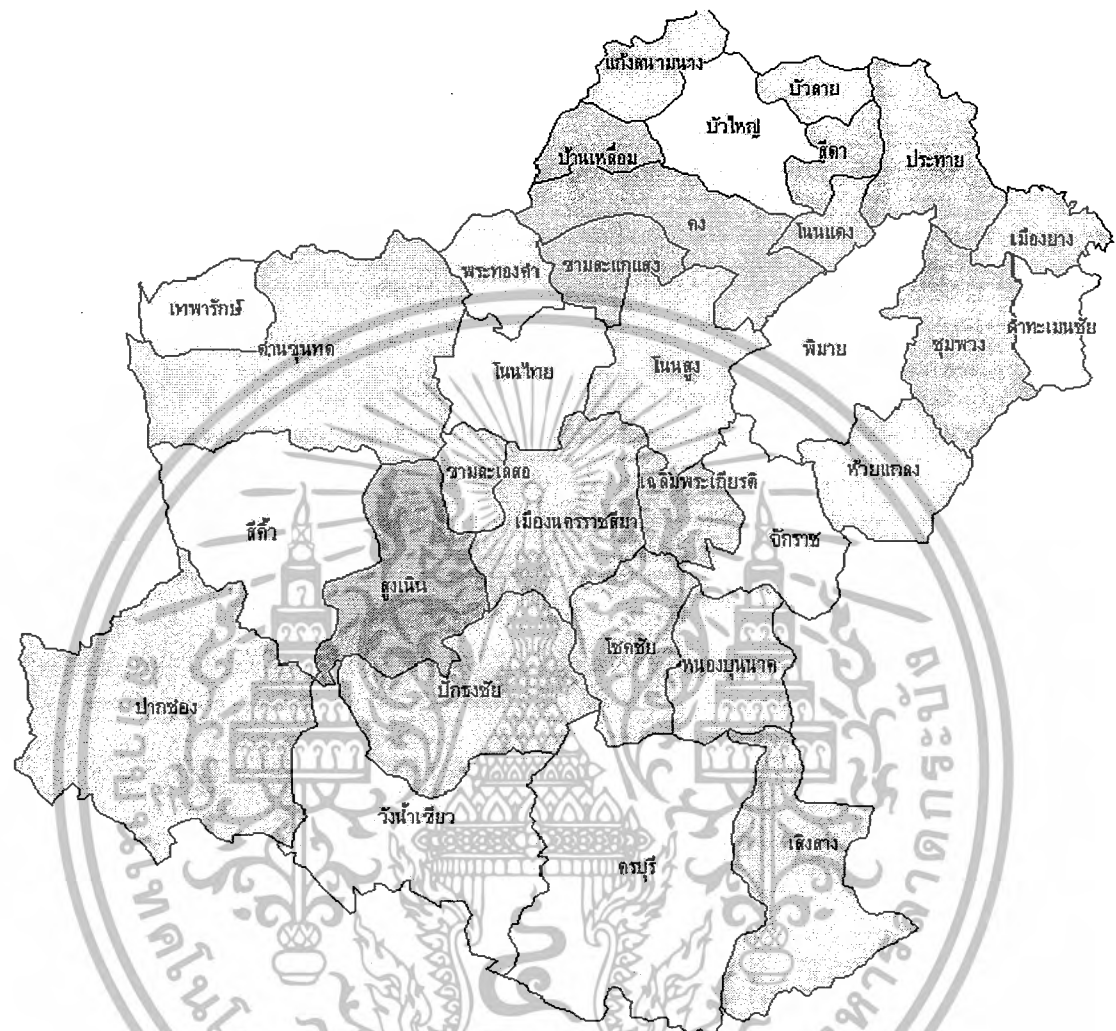 แก้งสนามนาง
บัวลาย
บัวใหญ่
สีดา
ประทาย
บ้านเหลื่อม
คง
โนนแดง
เมืองยาง
พระทองคำ
ขามสะแกแสง
เทพารักษ์
ด่านขุนทด
พิมาย
ชุมพวง
ลำทะเมนชัย
โนนไทย
โนนสูง
ขามทะเลสอ
เฉลิมพระเกียรติ
ห้วยแถลง
เมืองนครราชสีมา
สีคิ้ว
จักราช
สูงเนิน
โชคชัย
หนองบุนนาค
ปากช่อง
ปักธงชัย
วังน้ำเขียว
เสิงสาง
ครบุรี